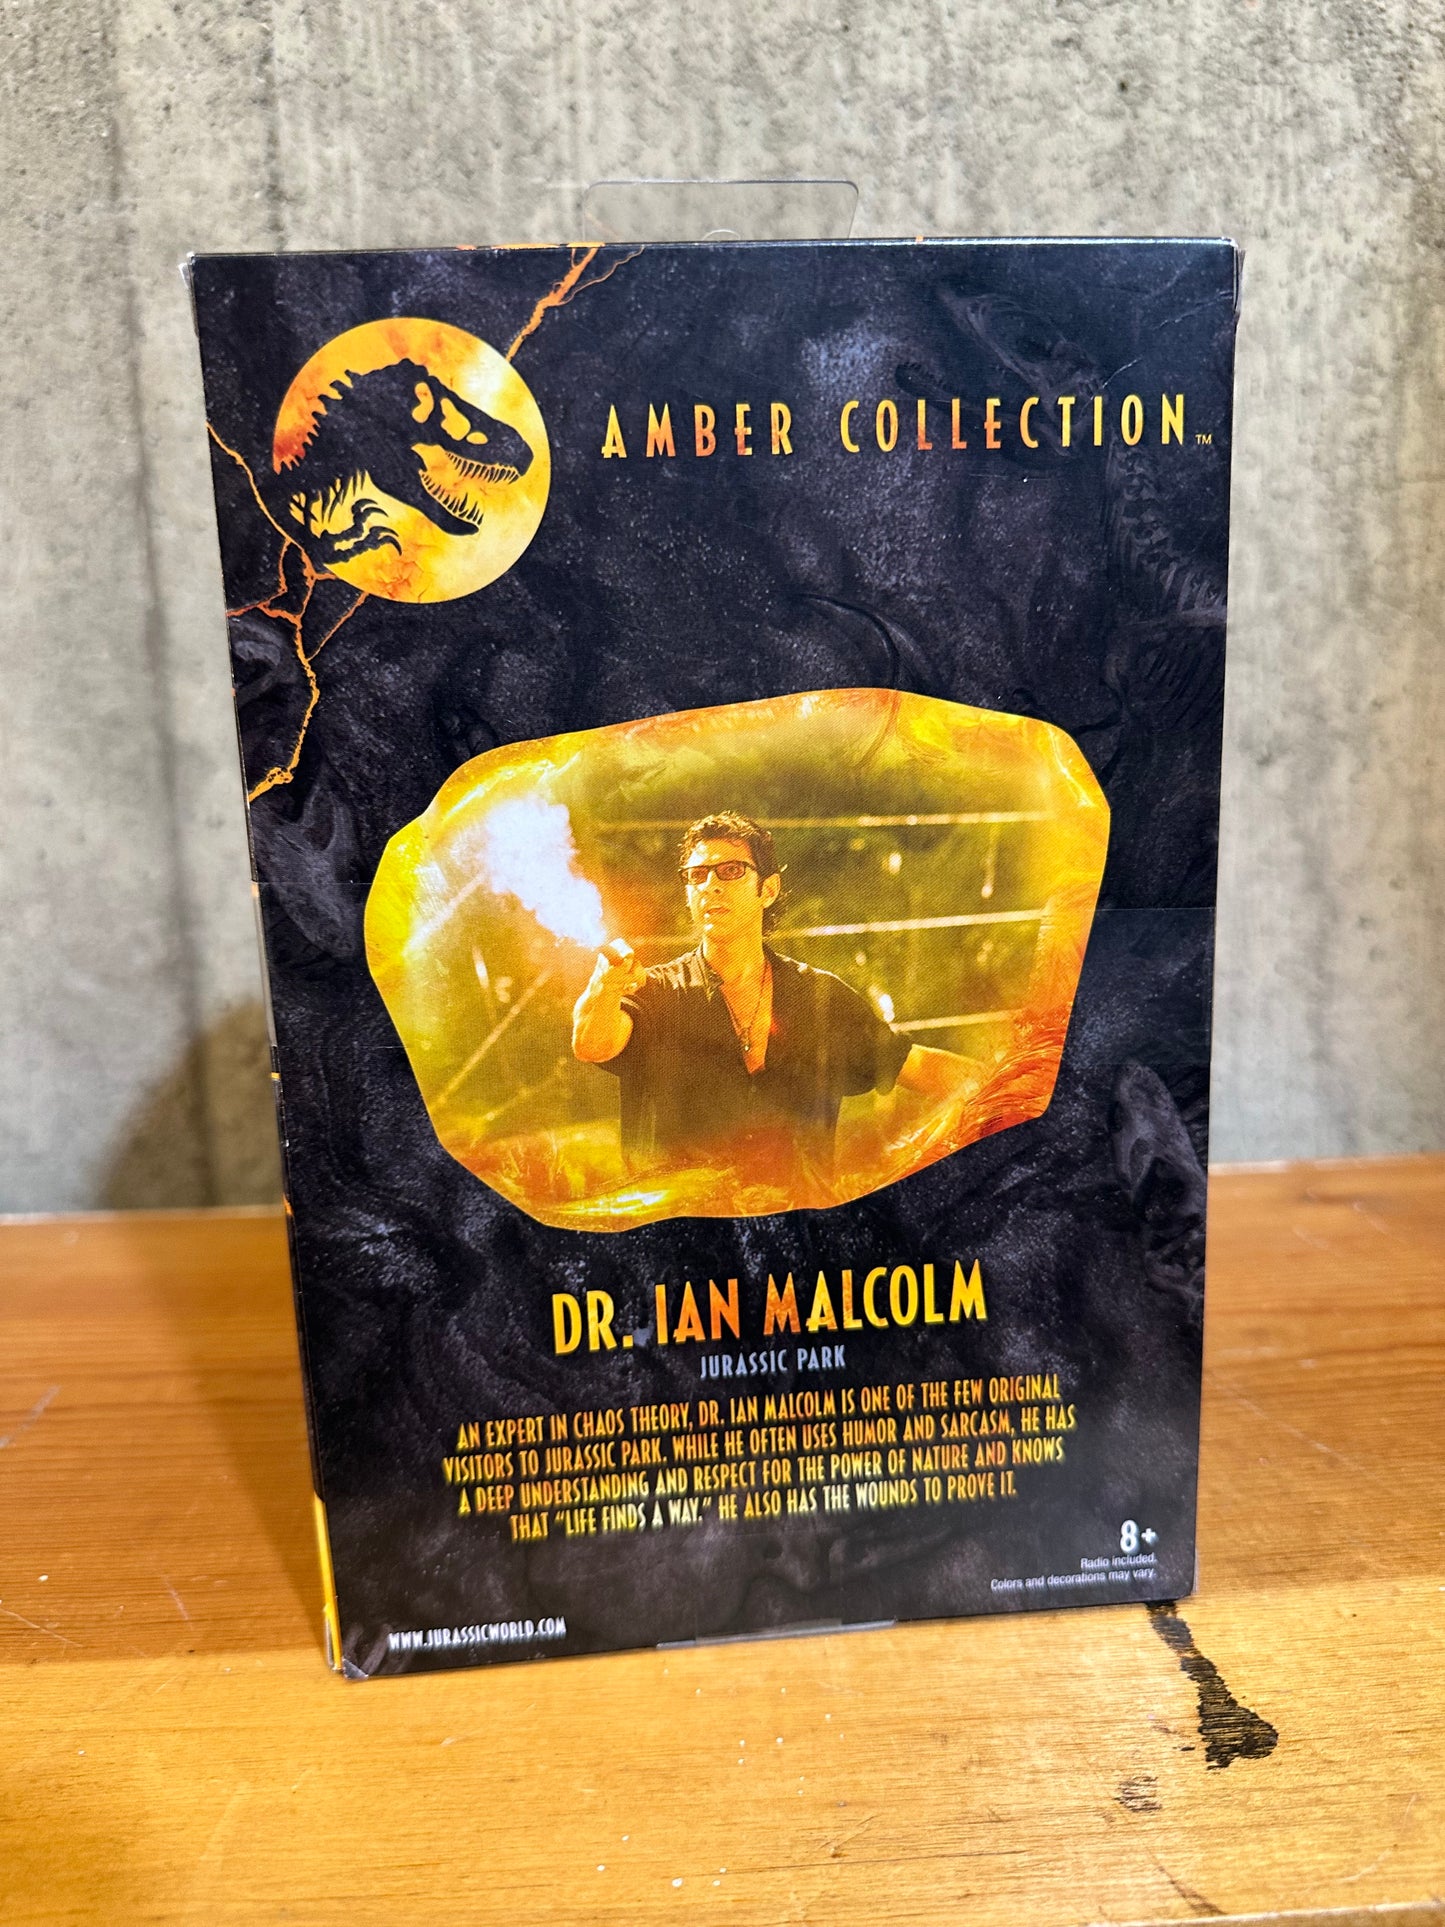 AMBER COLLECTION™
DR. IAN MALCOLM
JURASSIC PARK
AN EXPERT IN CHAOS THEORY, DR. IAN MALCOLM IS ONE OF THE FEW ORIGINAL
VISITORS TO JURASSIC PARK. WHILE HE OFTEN USES HUMOR AND SARCASM, HE HAS
A DEEP UNDERSTANDING AND RESPECT FOR THE POWER OF NATURE AND KNOWS
THAT “LIFE FINDS A WAY.” HE ALSO HAS THE WOUNDS TO PROVE IT.
8+
Radio included.
Colors and decorations may vary.
WWW.JURASSICWORLD.COM